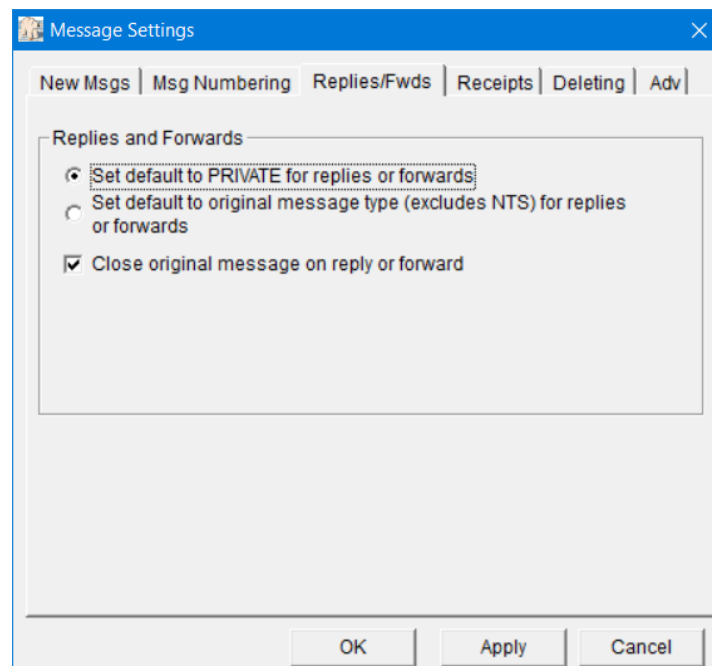 Message Settings
New Msgs Msg Numbering Replies/Fwds Receipts Deleting Adv
Replies and Forwards
Set default to PRIVATE for replies or forwards
Set default to original message type (excludes NTS) for replies
or forwards
Close original message on reply or forward
OK Apply Cancel